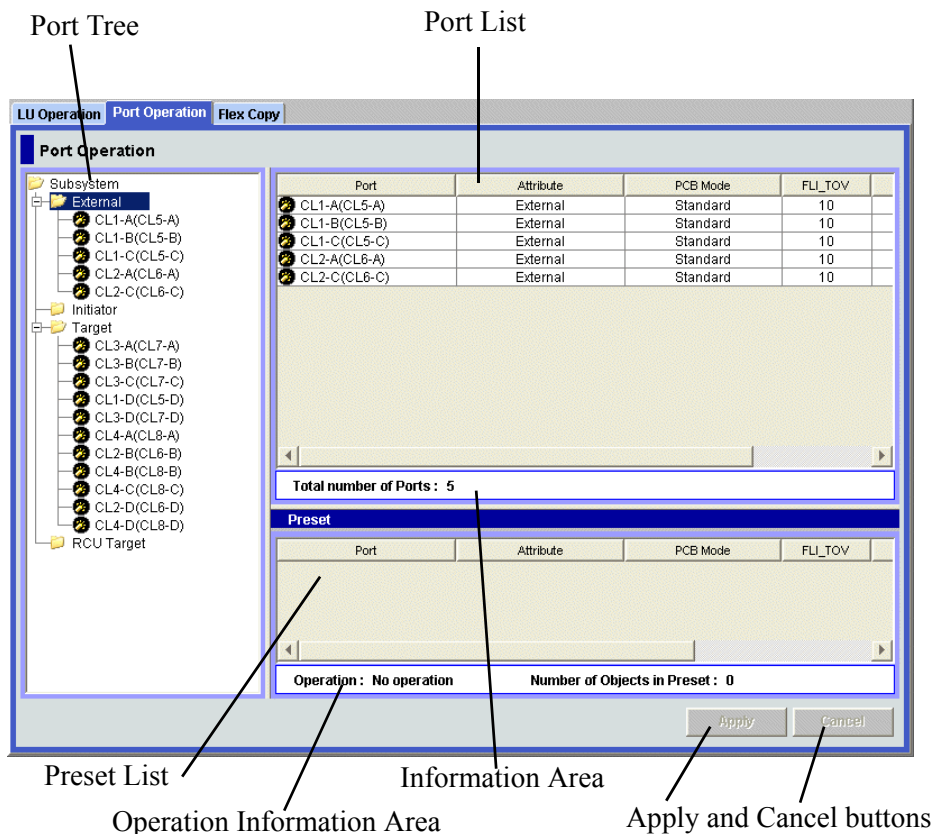 Port Tree
Port List
LU Operation Port Operation Flex Copy
Port Operation
Subsystem
External
CL1-A(CL5-A)
CL1-B(CL5-B)
CL1-C(CL5-C)
CL2-A(CL6-A)
CL2-C(CL6-C)
Initiator
Target
CL3-A(CL7-A)
CL3-B(CL7-B)
CL3-C(CL7-C)
CL1-D(CL5-D)
CL3-D(CL7-D)
CL4-A(CL8-A)
CL2-B(CL6-B)
CL4-B(CL8-B)
CL4-C(CL8-C)
CL2-D(CL6-D)
CL4-D(CL8-D)
RCU Target
Port Attribute PCB Mode FLI_TOV
CL1-A(CL5-A) External Standard 10
CL1-B(CL5-B) External Standard 10
CL1-C(CL5-C) External Standard 10
CL2-A(CL6-A) External Standard 10
CL2-C(CL6-C) External Standard 10
Total number of Ports : 5
Preset
Port Attribute PCB Mode FLI_TOV
Operation : No operation Number of Objects in Preset : 0
Apply Cancel
Preset List
Information Area
Operation Information Area
Apply and Cancel buttons